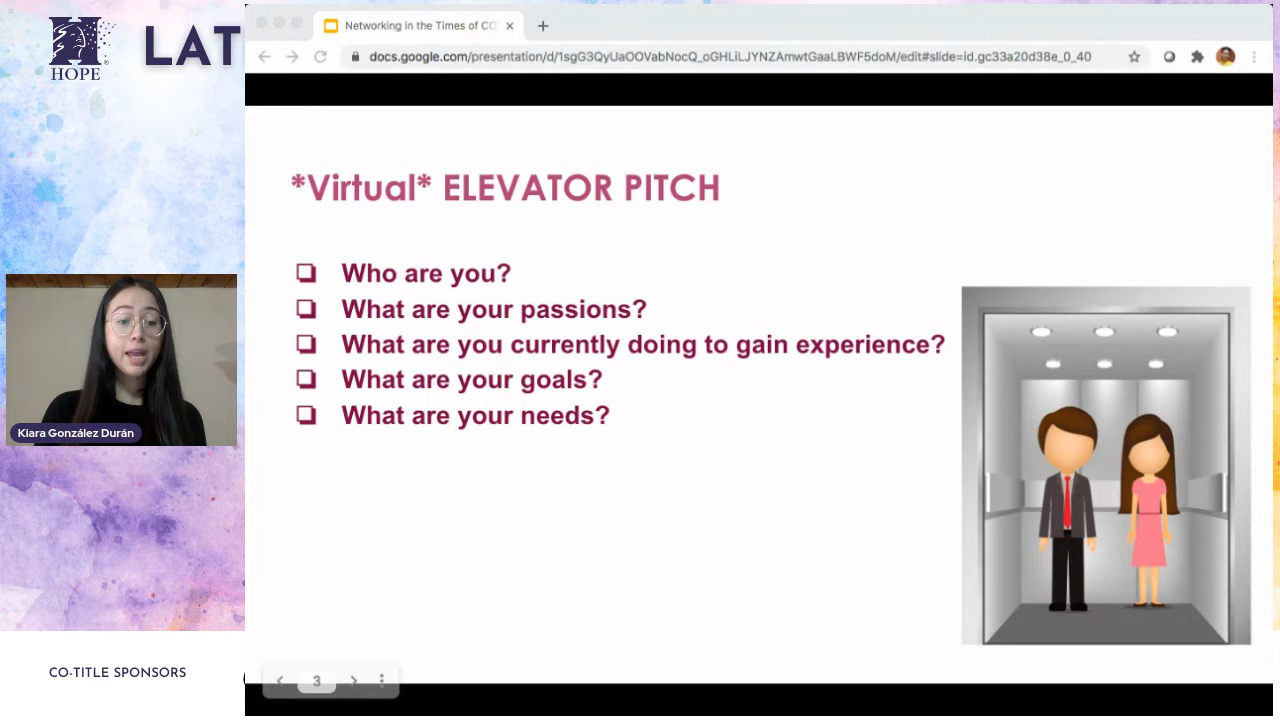 HOPE
LAT
Networking in the Times of CO
docs.google.com/presentation/d/1sgG3QyUaOOVabNocQ_oGHLiLJYNZAmwtGaaLBWF5doM/edit#slide=id.gc33a20d38e_0_40
*Virtual* ELEVATOR PITCH
Who are you?
What are your passions?
What are you currently doing to gain experience?
What are your goals?
What are your needs?
Kiara González Durán
CO-TITLE SPONSORS
3